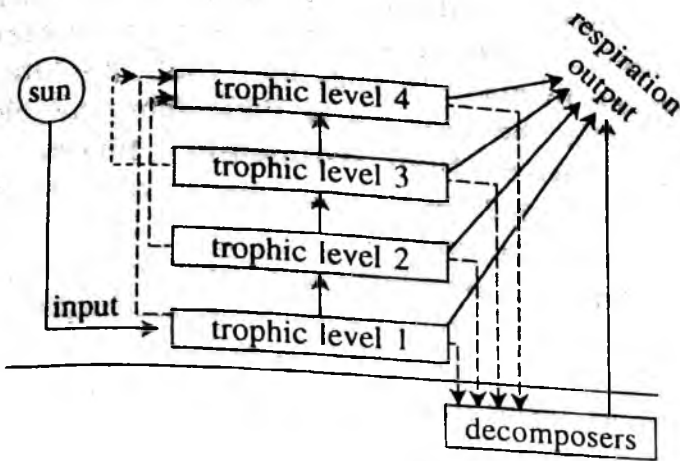 respiration
output
sun
trophic level 4
trophic level 3
trophic level 2
input
trophic level 1
decomposers